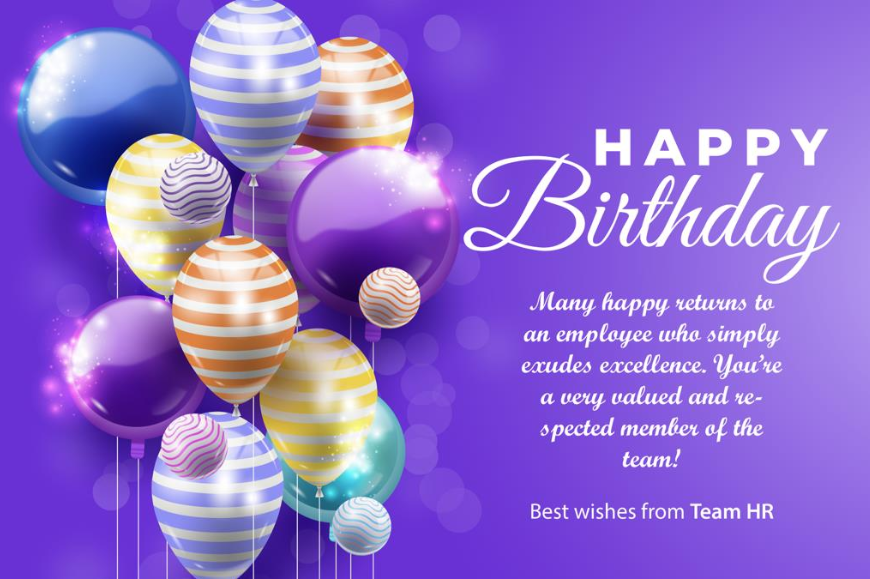 HAPPY
Birthday
Many happy returns to
an employee who simply
exudes excellence. You're
a very valued and re-
spected member of the
team!
Best wishes from Team HR